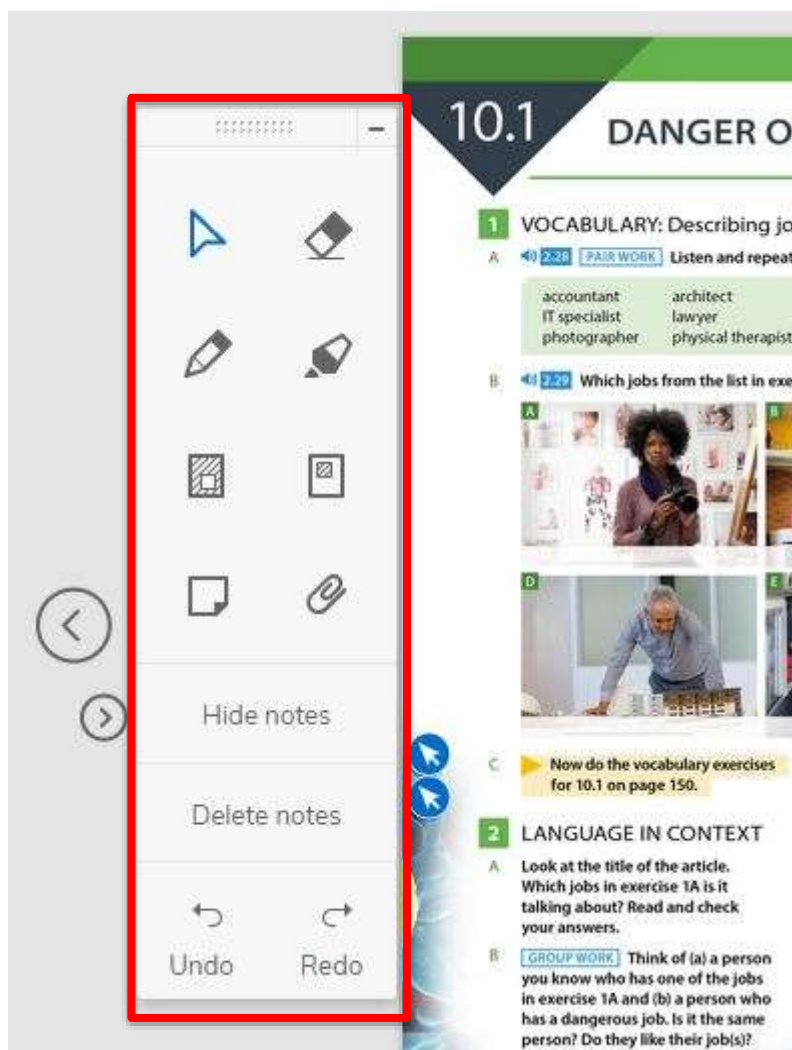 Hide notes
Delete notes
Undo Redo
10.1 DANGER O
1 VOCABULARY: Describing jo
A 2.28 PAIR WORK Listen and repeat
accountant architect
IT specialist lawyer
photographer physical therapist
B 2.29 Which jobs from the list in exe
A B
D E
C Now do the vocabulary exercises
for 10.1 on page 150.
2 LANGUAGE IN CONTEXT
A Look at the title of the article.
Which jobs in exercise 1A is it
talking about? Read and check
your answers.
B GROUP WORK Think of (a) a person
you know who has one of the jobs
in exercise 1A and (b) a person who
has a dangerous job. Is it the same
person? Do they like their job(s)?